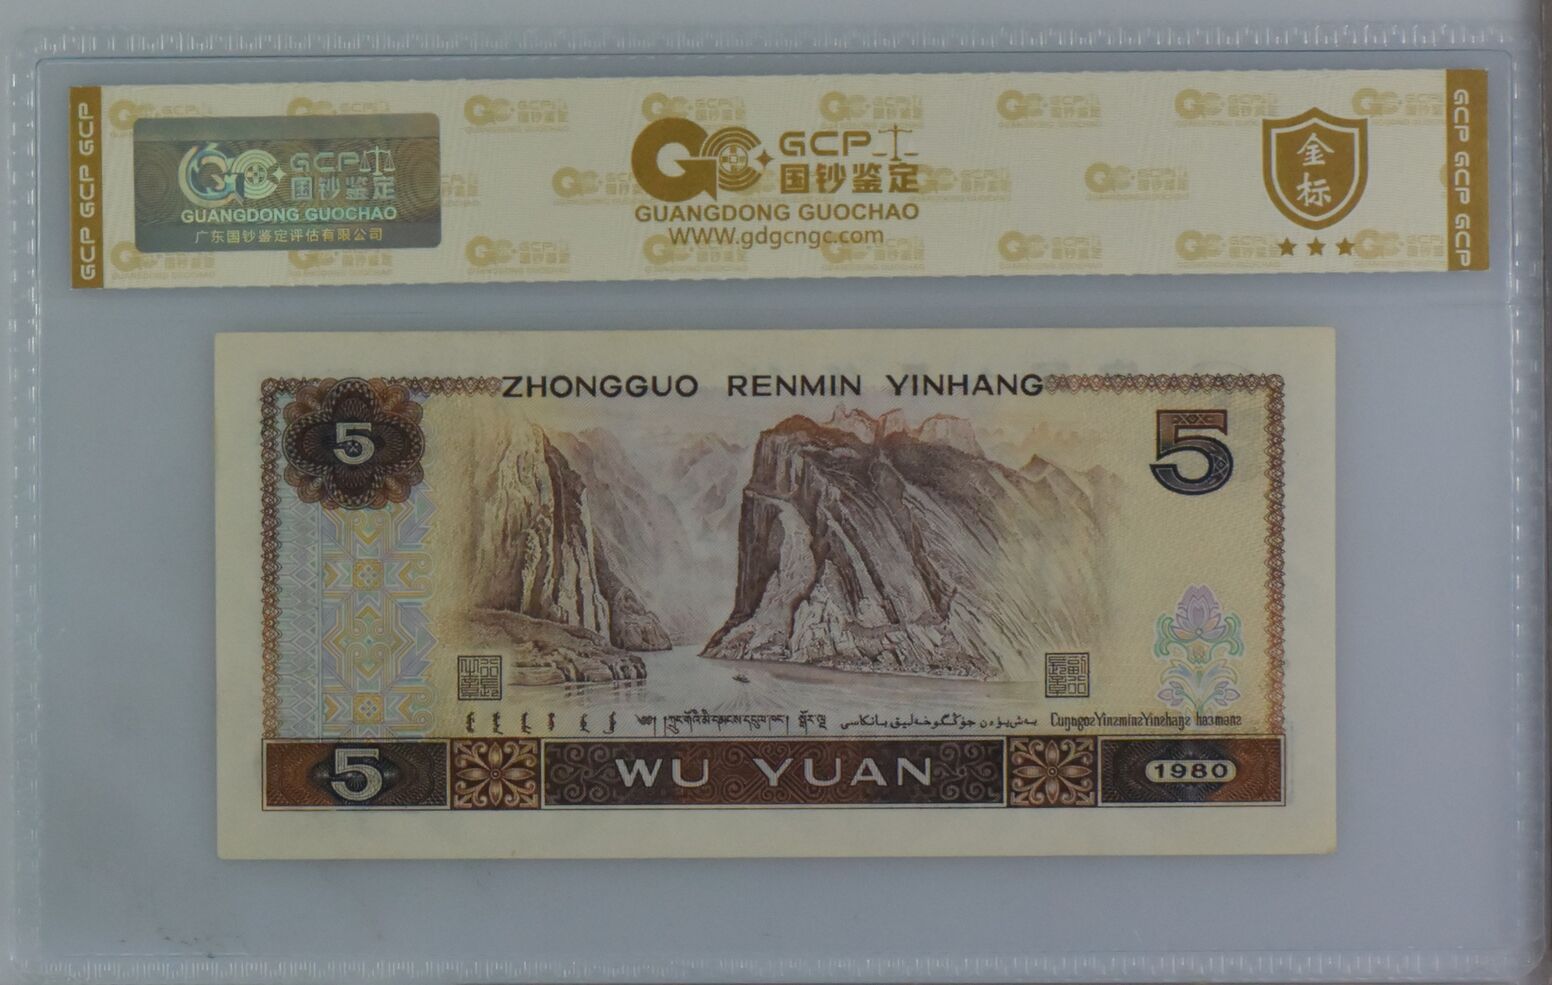 GCP GCP GCP
GCP
国钞鉴定
GUANGDONG GUOCHAO
广东国钞鉴定评估有限公司
GCP
国钞鉴定
GUANGDONG GUOCHAO
www.gdgcngc.com
金标
GCP GCP GCP
ZHONGGUO RENMIN YINHANG
5
5
5
WU YUAN
1980